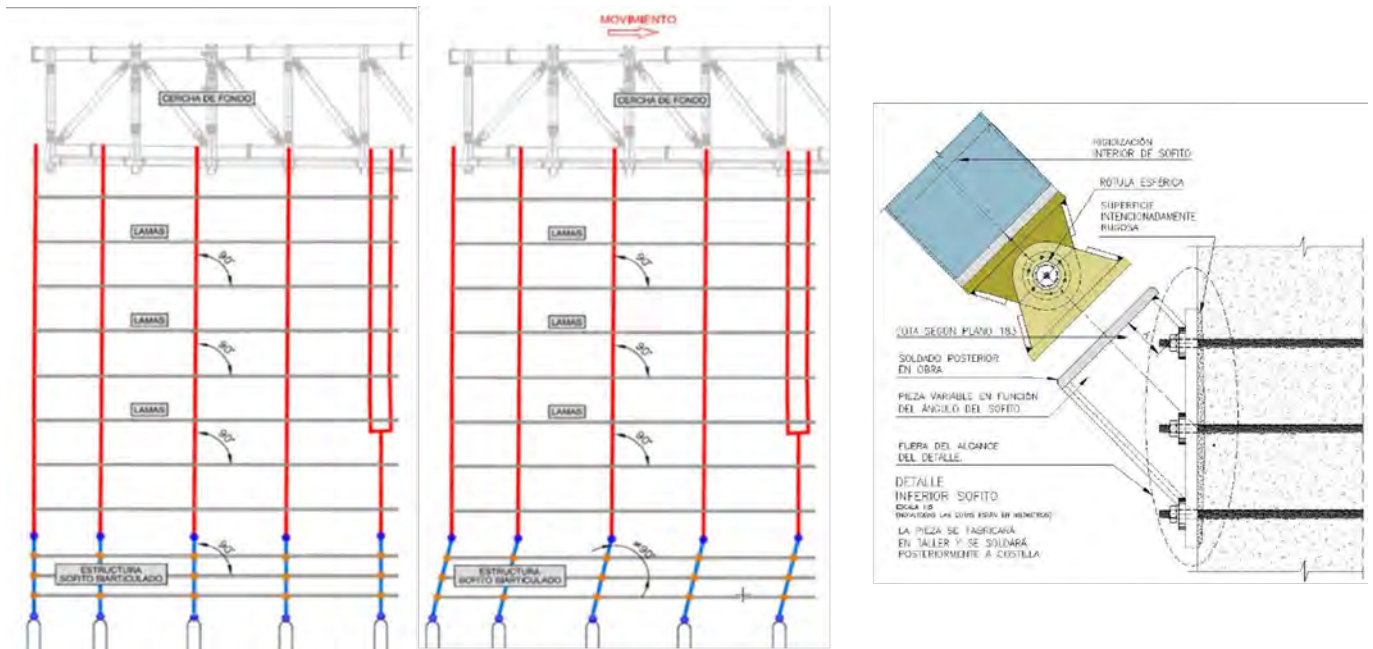 CERCHA DE FONDO
LAMAS
90°
LAMAS
90°
LAMAS
90°
90°
ESTRUCTURA
SOFITO BIARTICULADO
MOVIMIENTO
CERCHA DE FONDO
LAMAS
90°
LAMAS
90°
LAMAS
90°
≠90°
ESTRUCTURA
SOFITO BIARTICULADO
RIGIDIZACIÓN
INTERIOR DE SOFITO
RÓTULA ESFÉRICA
SUPERFICIE
INTENCIONADAMENTE
RUGOSA
COTA SEGÚN PLANO 183
SOLDADO POSTERIOR
EN OBRA
PIEZA VARIABLE EN FUNCIÓN
DEL ÁNGULO DEL SOFITO
FUERA DEL ALCANCE
DEL DETALLE.
DETALLE
INFERIOR SOFITO
LA PIEZA SE FABRICARÁ
EN TALLER Y SE SOLDARÁ
POSTERIORMENTE A COSTILLA